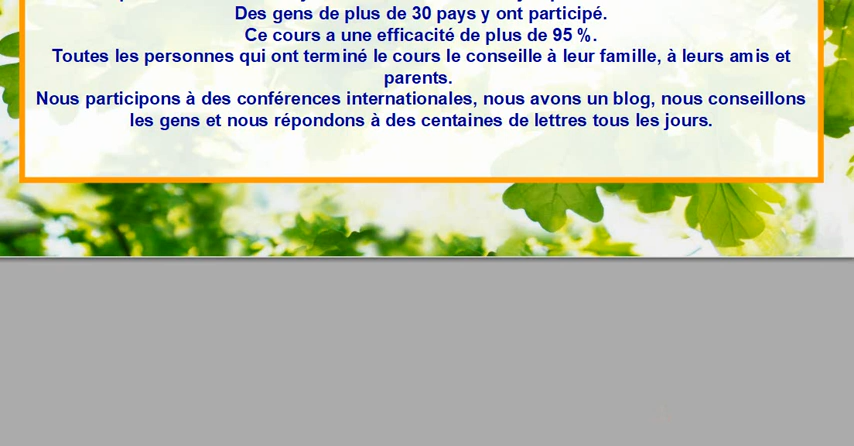 Des gens de plus de 30 pays y ont participé.
Ce cours a une efficacité de plus de 95 %.
Toutes les personnes qui ont terminé le cours le conseille à leur famille, à leurs amis et
parents.
Nous participons à des conférences internationales, nous avons un blog, nous conseillons
les gens et nous répondons à des centaines de lettres tous les jours.